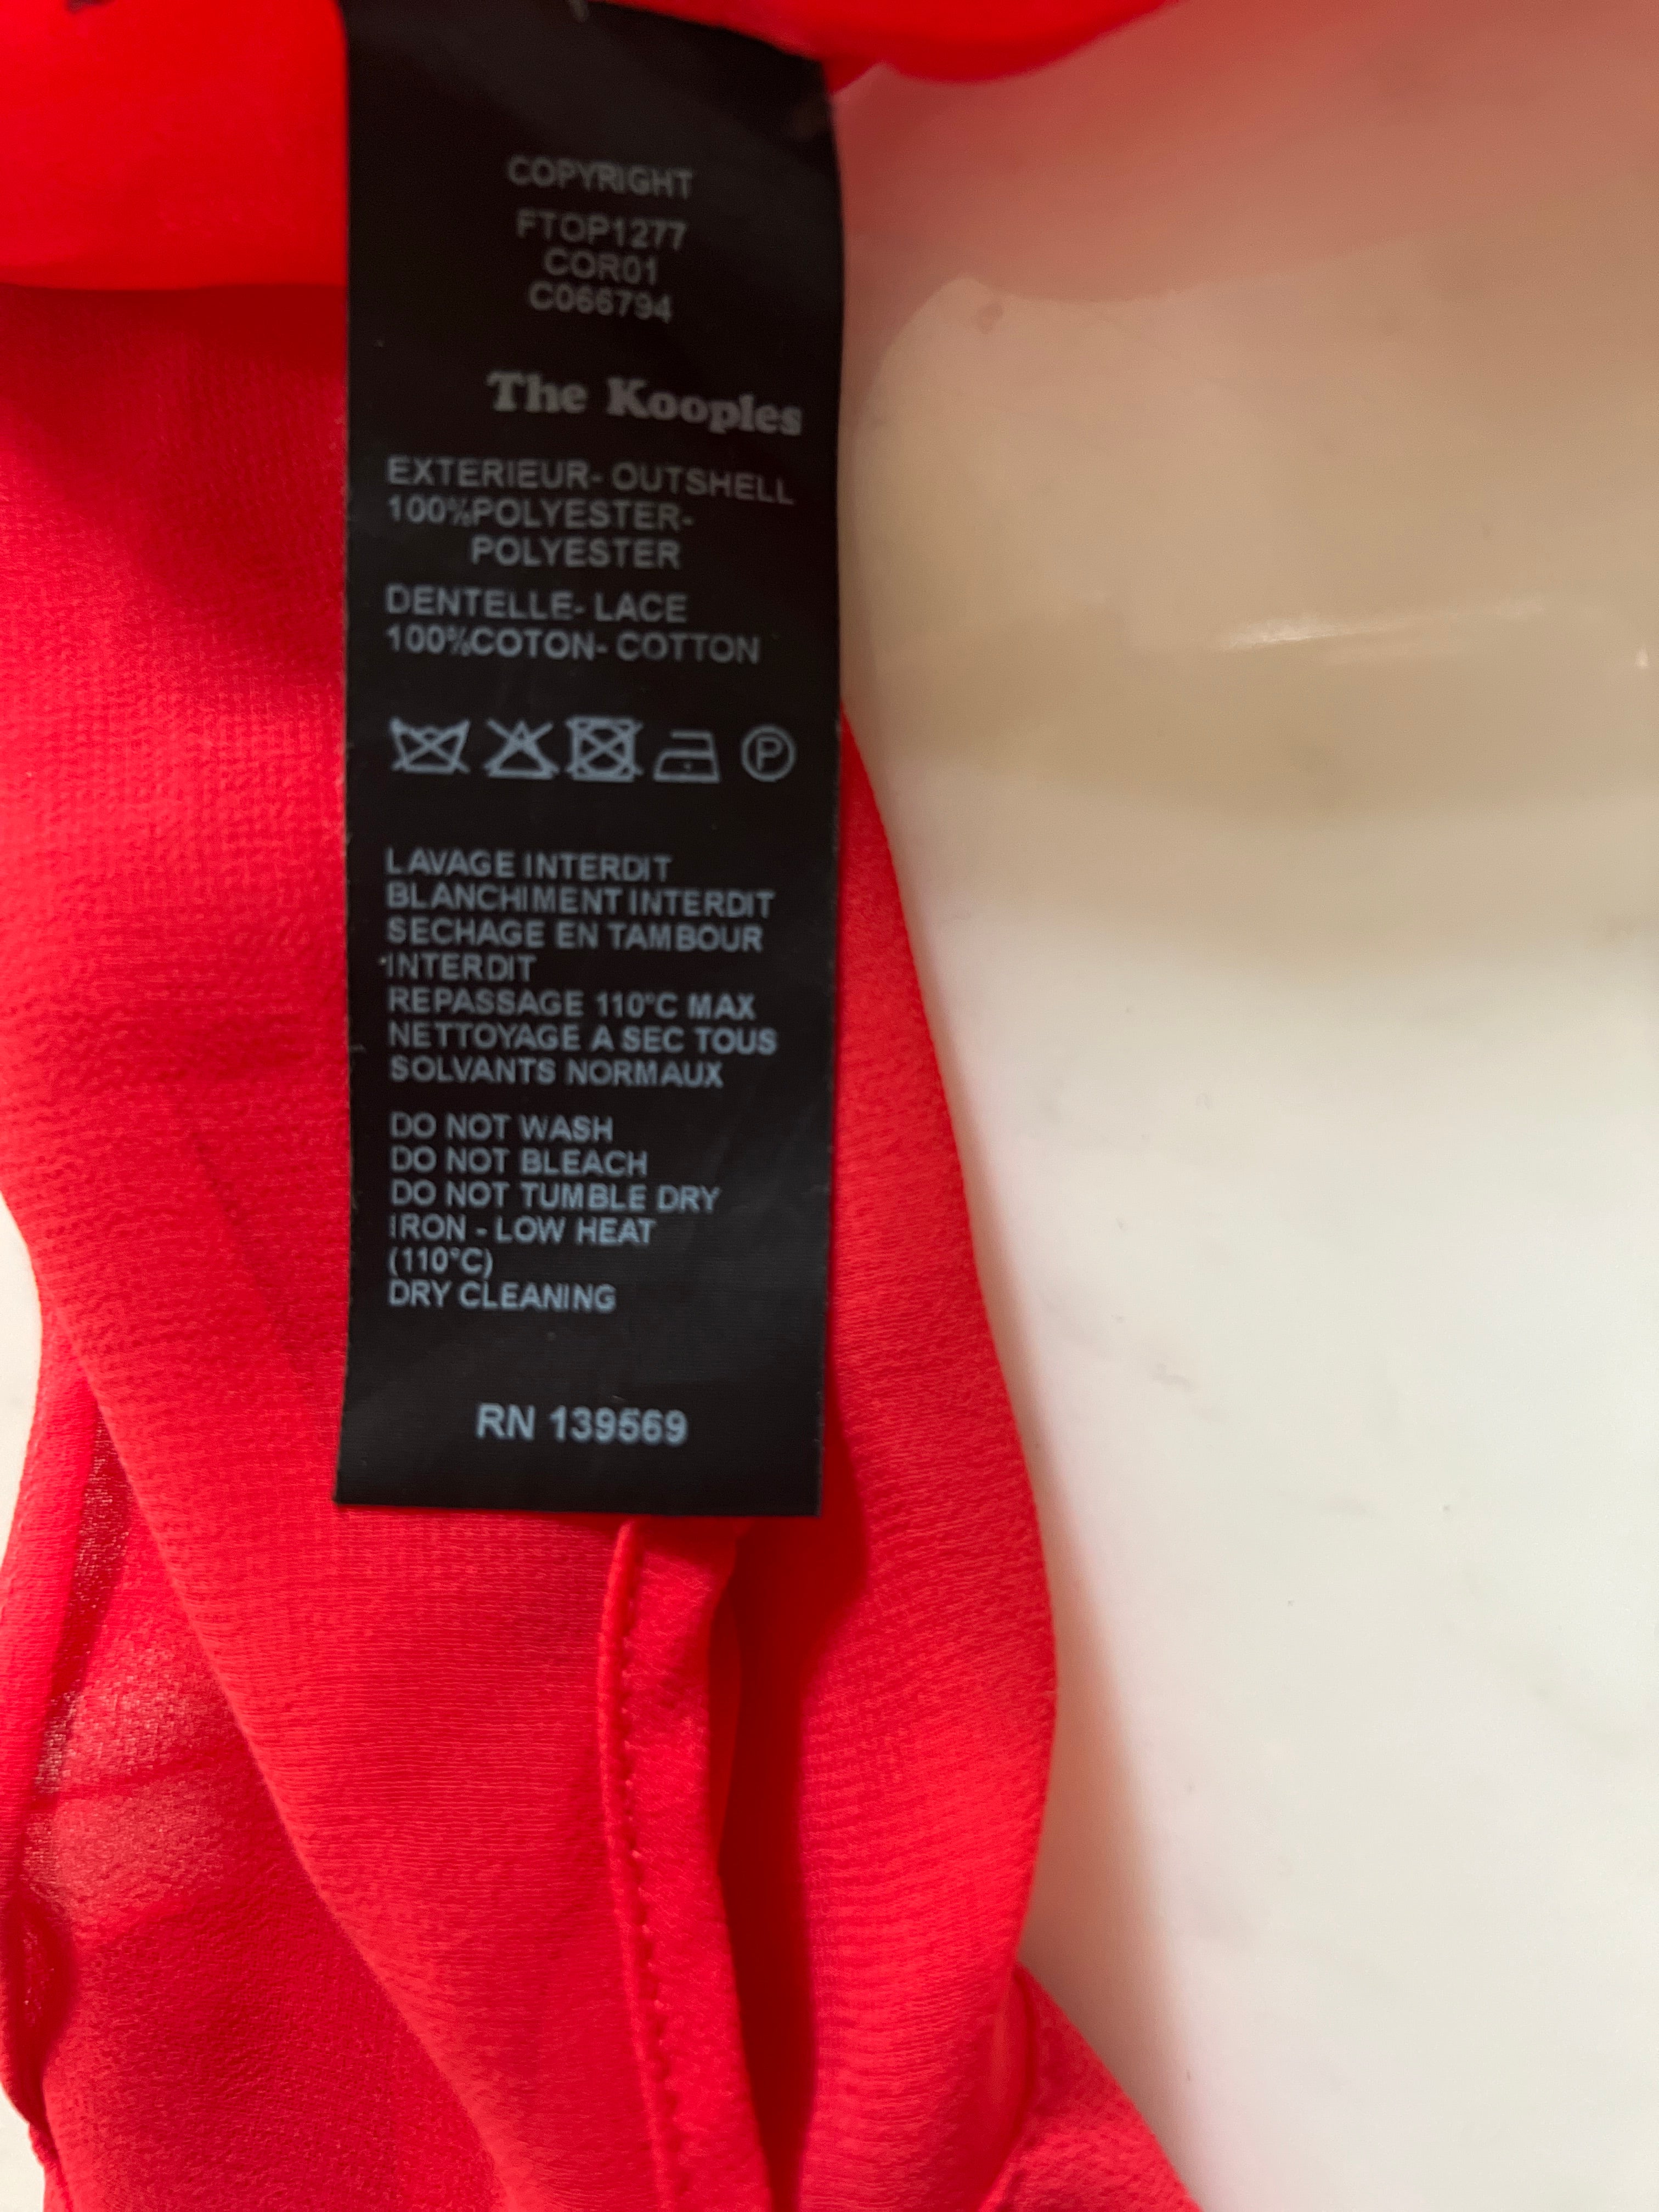 COPYRIGHT
FTOP1277
COR01
C066794
The Kooples
EXTERIEUR- OUTSHELL
100%POLYESTER-
POLYESTER
DENTELLE- LACE
100%COTON- COTTON
P
LAVAGE INTERDIT
BLANCHIMENT INTERDIT
SECHAGE EN TAMBOUR
INTERDIT
REPASSAGE 110°C MAX
NETTOYAGE A SEC TOUS
SOLVANTS NORMAUX
DO NOT WASH
DO NOT BLEACH
DO NOT TUMBLE DRY
IRON - LOW HEAT
(110°C)
DRY CLEANING
RN 139569